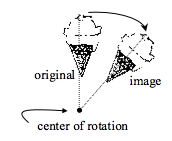 original
image
center of rotation